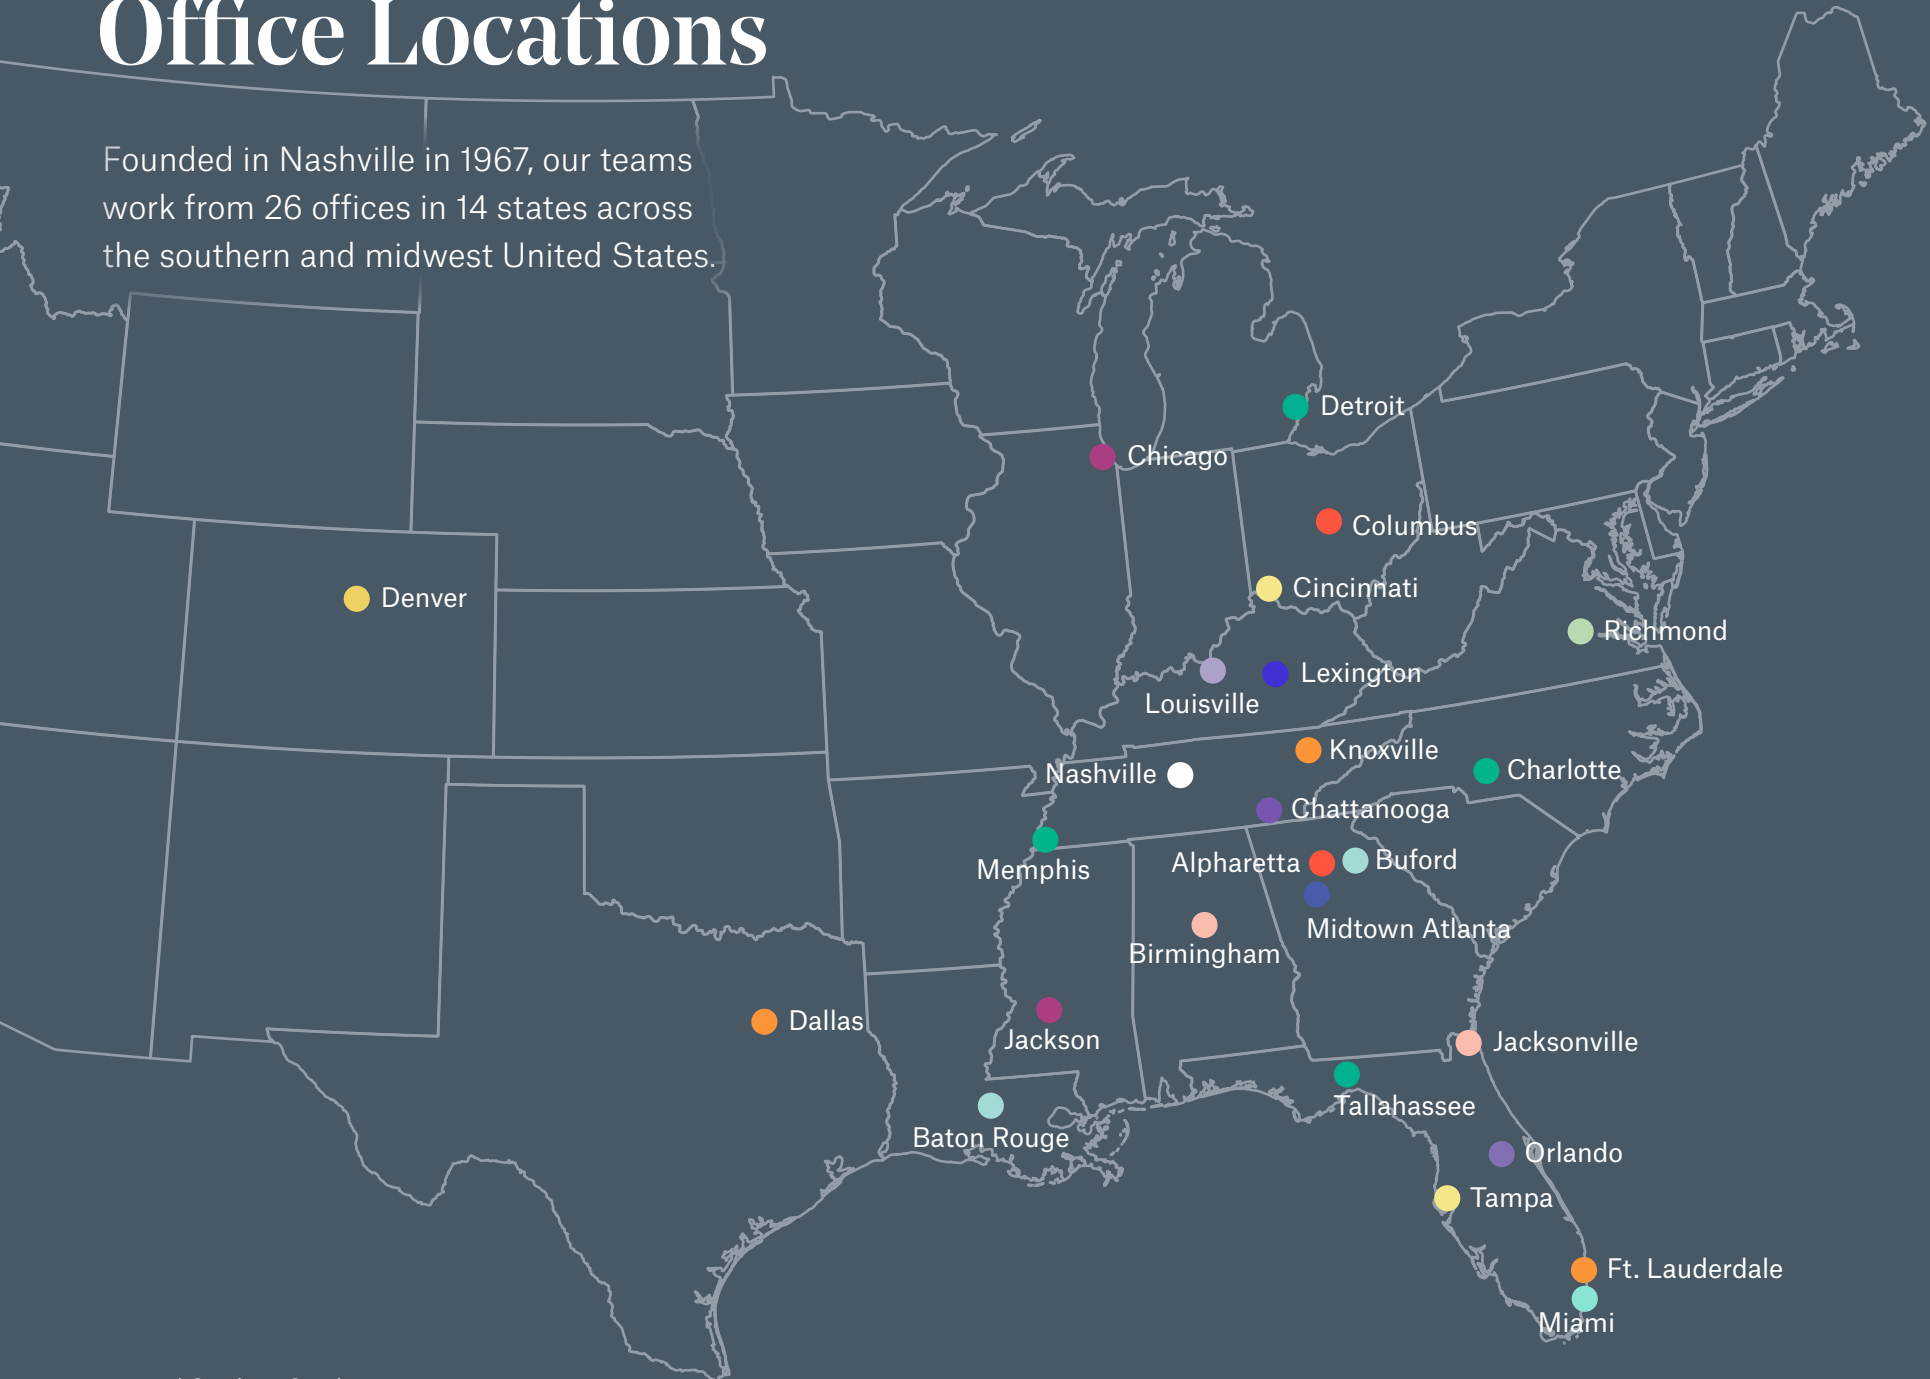 Office Locations
Founded in Nashville in 1967, our teams
work from 26 offices in 14 states across
the southern and midwest United States.
Detroit
Chicago
Columbus
Cincinnati
Denver
Richmond
Lexington
Louisville
Knoxville
Nashville
Charlotte
Chattanooga
Memphis
Alpharetta
Buford
Midtown Atlanta
Birmingham
Dallas
Jackson
Jacksonville
Tallahassee
Baton Rouge
Orlando
Tampa
Ft. Lauderdale
Miami